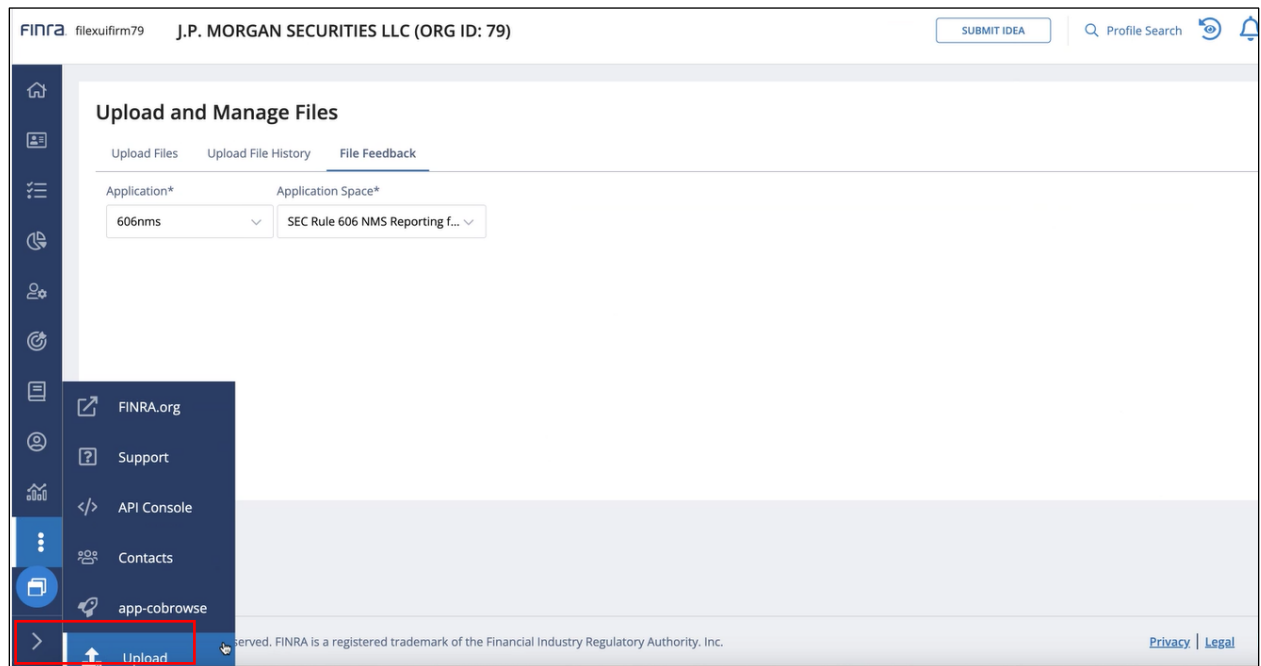 FINRA filexuifirm79 J.P. MORGAN SECURITIES LLC (ORG ID: 79) SUBMIT IDEA Profile Search
Upload and Manage Files
Upload Files Upload File History File Feedback
Application* Application Space*
606nms SEC Rule 606 NMS Reporting f...
FINRA.org
Support
API Console
Contacts
app-cobrowse
Upload
served. FINRA is a registered trademark of the Financial Industry Regulatory Authority. Inc. Privacy | Legal